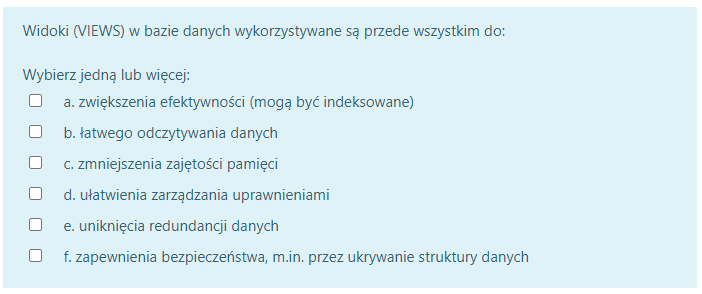 Widoki (VIEWS) w bazie danych wykorzystywane są przede wszystkim do:
Wybierz jedną lub więcej:
a. zwiększenia efektywności (mogą być indeksowane)
b. łatwego odczytywania danych
c. zmniejszenia zajętości pamięci
d. ułatwienia zarządzania uprawnieniami
e. uniknięcia redundancji danych
f. zapewnienia bezpieczeństwa, m.in. przez ukrywanie struktury danych